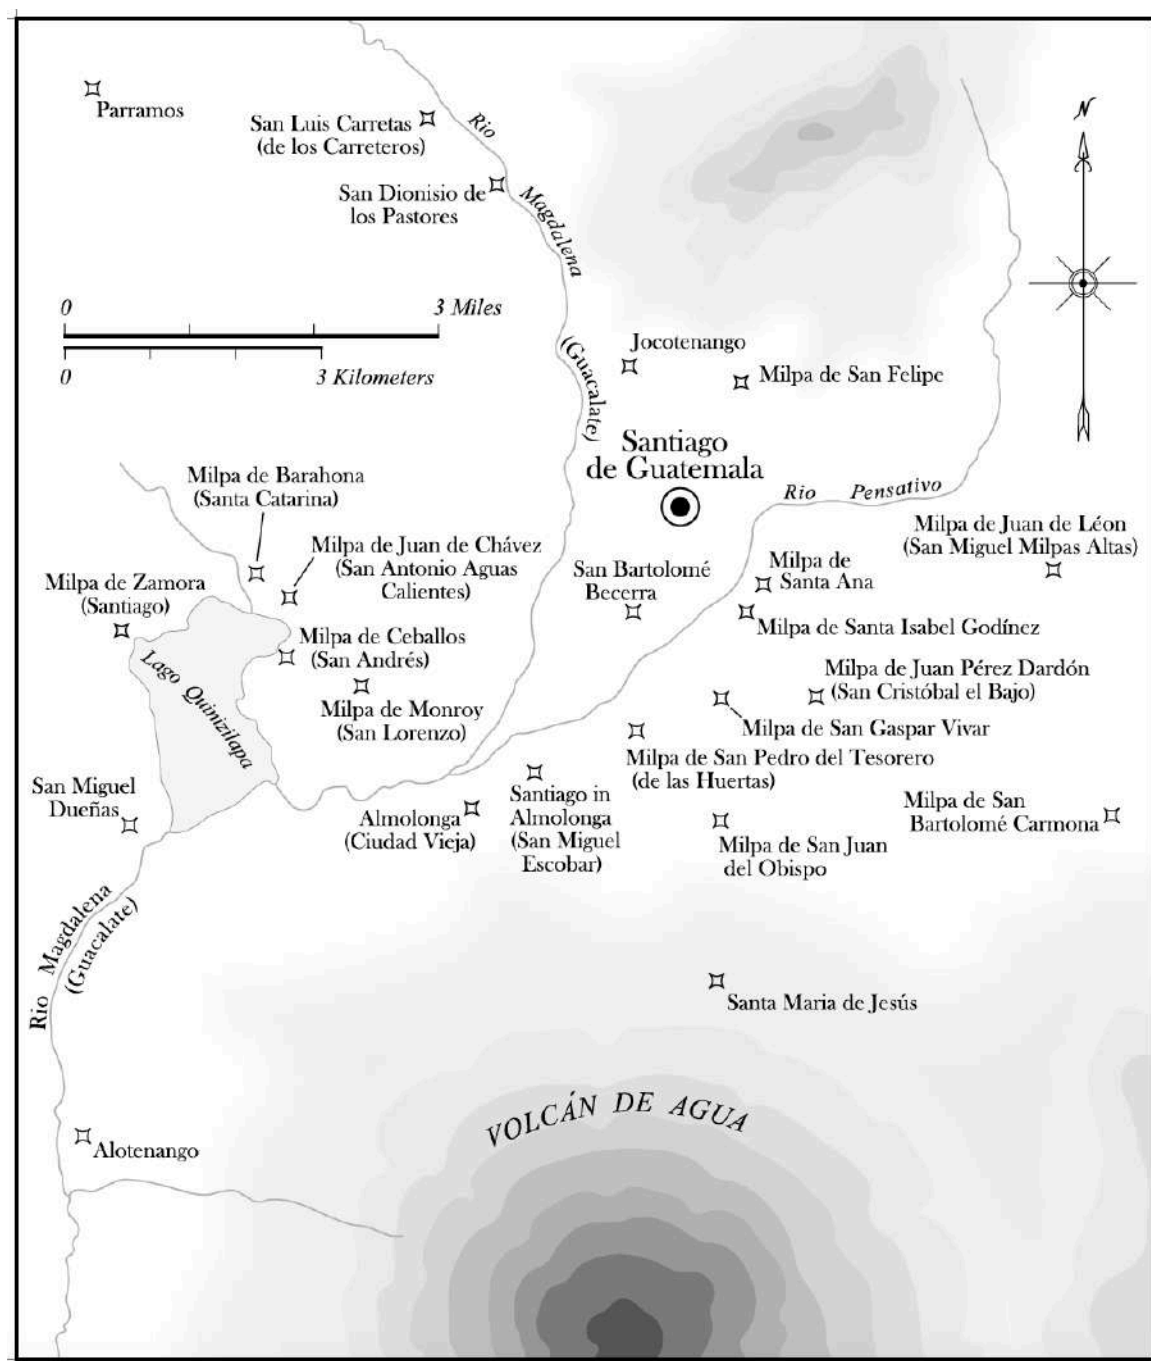 N
Parramos
San Luis Carretas
(de los Carreteros)
Rio
Magdalena
(Guacalate)
San Dionisio de
los Pastores
0
3 Miles
0
3 Kilometers
Jocotenango
Milpa de San Felipe
Santiago
de Guatemala
Rio Pensativo
Milpa de Barahona
(Santa Catarina)
Milpa de Juan de Chávez
(San Antonio Aguas
Calientes)
Milpa de Zamora
(Santiago)
San Bartolomé
Becerra
Milpa de
Santa Ana
Milpa de Juan de Léon
(San Miguel Milpas Altas)
Milpa de Santa Isabel Godínez
Milpa de Ceballos
(San Andrés)
Lago Quinizilapa
Milpa de Monroy
(San Lorenzo)
Milpa de Juan Pérez Dardón
(San Cristóbal el Bajo)
Milpa de San Gaspar Vivar
Milpa de San Pedro del Tesorero
(de las Huertas)
San Miguel
Dueñas
Almolonga
(Ciudad Vieja)
Santiago in
Almolonga
(San Miguel
Escobar)
Milpa de San Juan
del Obispo
Milpa de San
Bartolomé Carmona
Rio Magdalena
(Guacalate)
Santa Maria de Jesús
VOLCÁN DE AGUA
Alotenango